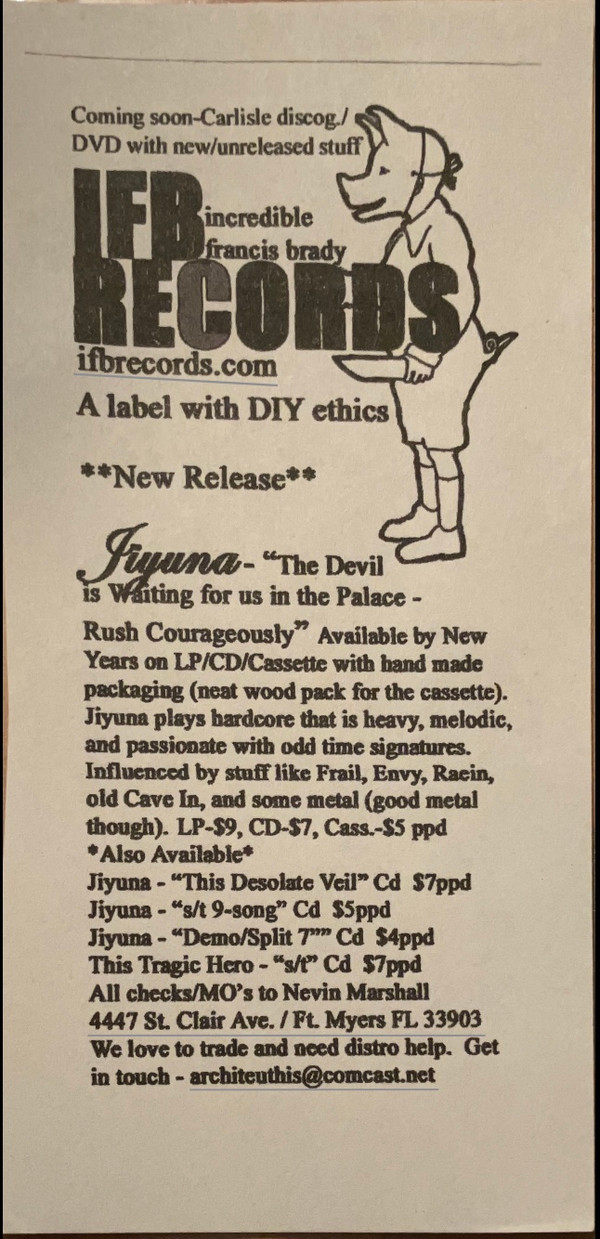 Coming soon-Carlisle discog./
DVD with new/unreleased stuff
IFB
incredible
francis brady
RECORDS
ifbrecords.com
A label with DIY ethics
**New Release**
Jiyuna- “The Devil
is Waiting for us in the Palace -
Rush Courageously” Available by New
Years on LP/CD/Cassette with hand made
packaging (neat wood pack for the cassette).
Jiyuna plays hardcore that is heavy, melodic,
and passionate with odd time signatures.
Influenced by stuff like Frail, Envy, Raein,
old Cave In, and some metal (good metal
though). LP-$9, CD-$7, Cass.-$5 ppd
*Also Available*
Jiyuna - “This Desolate Veil” Cd $7ppd
Jiyuna - “s/t 9-song” Cd $5ppd
Jiyuna - “Demo/Split 7”” Cd $4ppd
This Tragic Hero - “s/t” Cd $7ppd
All checks/MO’s to Nevin Marshall
4447 St. Clair Ave. / Ft. Myers FL 33903
We love to trade and need distro help. Get
in touch - architeuthis@comcast.net